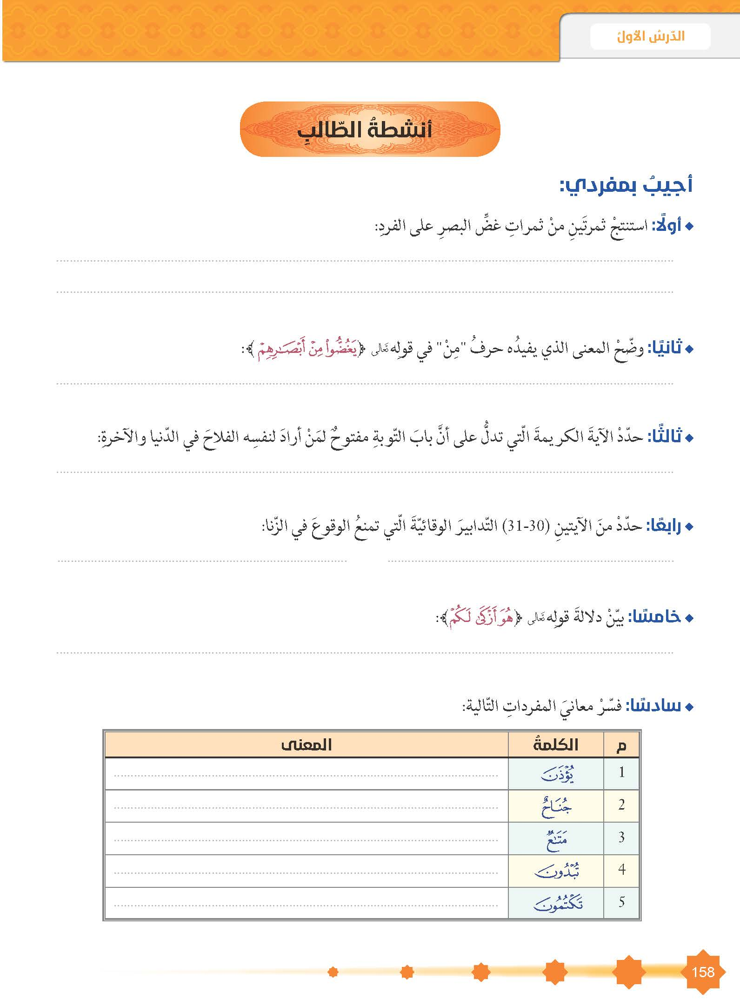 الدّرسُ الأولُ
أنشطةُ الطّالبِ
أجيبُ بمفردي:
◆ أولًا: استنتجْ ثمرتَينِ منْ ثمراتِ غضِّ البصرِ على الفردِ:
◆ ثانيًا: وضّحْ المعنى الذي يفيدُه حرفُ "مِنْ" في قولِه تَعَالى ﴿يَغُضُّواْ مِنْ أَبْصَٰرِهِمْ﴾:
◆ ثالثًا: حدّدْ الآيةَ الكريمةَ الّتي تدلُّ على أنَّ بابَ التّوبةِ مفتوحٌ لمَنْ أرادَ لنفسِه الفلاحَ في الدّنيا والآخرةِ:
◆ رابعًا: حدّدْ منَ الآيتينِ (30-31) التّدابيرَ الوقائيّةَ الّتي تمنعُ الوقوعَ في الزّنا:
◆ خامسًا: بيّنْ دلالةَ قولِه تَعَالى ﴿هُوَ أَزْكَىٰ لَكُمْ﴾:
◆ سادسًا: فسّرْ معانيَ المفرداتِ التّالية:
م الكلمةُ المعنى
1 يُؤْذَنَ
2 جُنَاحٌ
3 مَتَٰعٌ
4 تُبْدُونَ
5 تَكْتُمُونَ
158